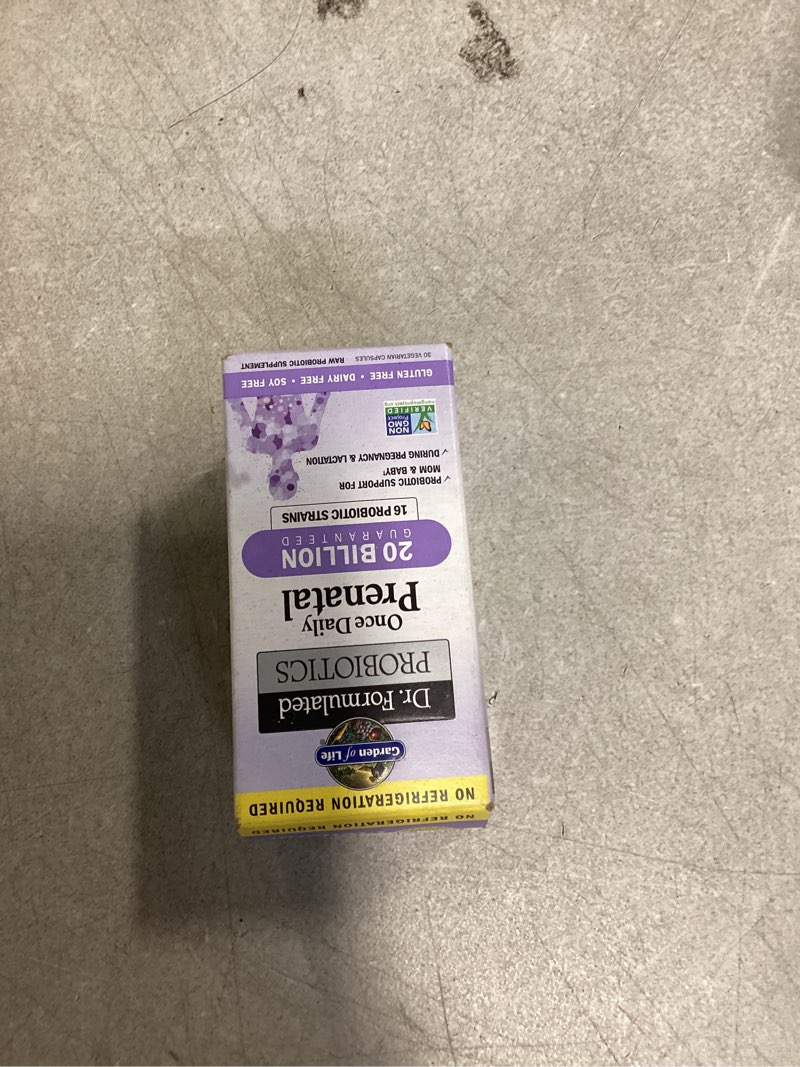 NO REFRIGERATION REQUIRED
NO REFRIGERATION REQUIRED
Garden of Life®
Dr. Formulated
PROBIOTICS
Once Daily
Prenatal
20 BILLION
GUARANTEED
16 PROBIOTIC STRAINS
✓ PROBIOTIC SUPPORT FOR
MOM & BABY†
✓ DURING PREGNANCY & LACTATION
NON
GMO
Project
VERIFIED
nongmoproject.org
GLUTEN FREE • DAIRY FREE • SOY FREE
30 VEGETARIAN CAPSULES RAW PROBIOTIC SUPPLEMENT